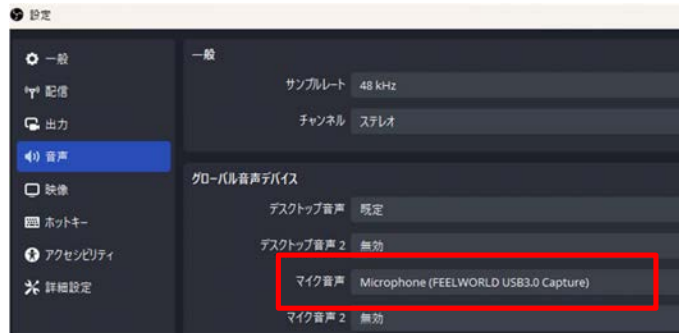 設定
一般
配信
出力
音声
映像
ホットキー
アクセシビリティ
詳細設定
一般
サンプルレート 48 kHz
チャンネル ステレオ
グローバル音声デバイス
デスクトップ音声 既定
デスクトップ音声 2 無効
マイク音声 Microphone (FEELWORLD USB3.0 Capture)
マイク音声 2 無効